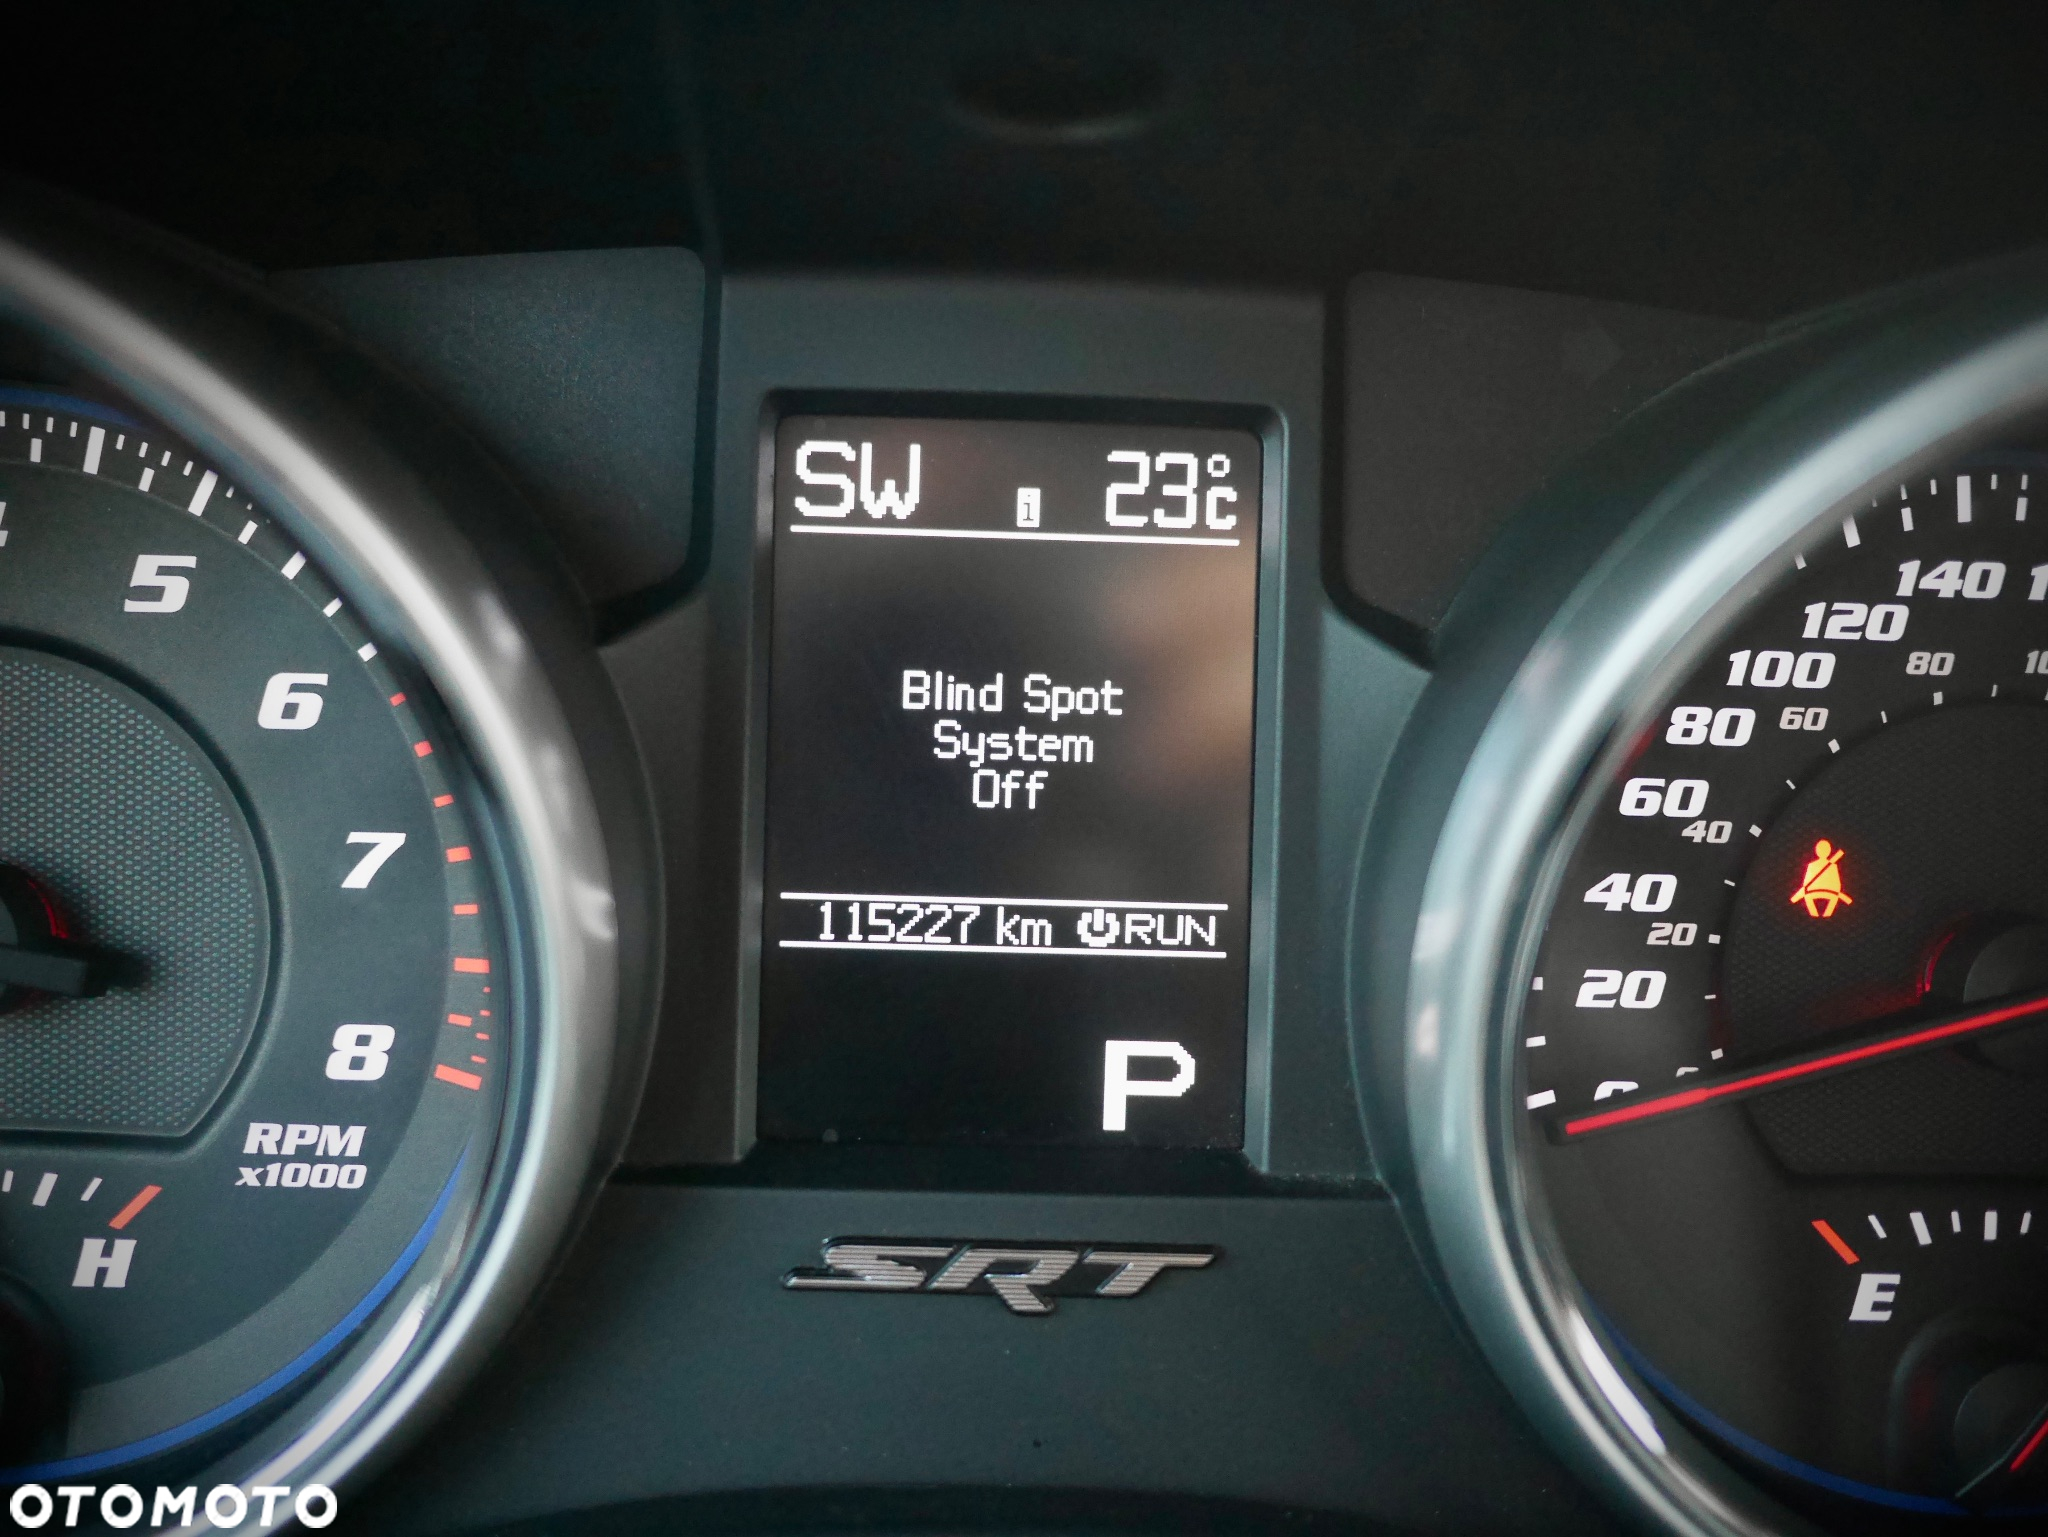 SW 23°C
Blind Spot
System
Off
115227 km RUN
P
SRT
5
6
7
8
RPM
x1000
H
140
120
100
80
60
40
20
80
60
40
20
E
OTOMOTO